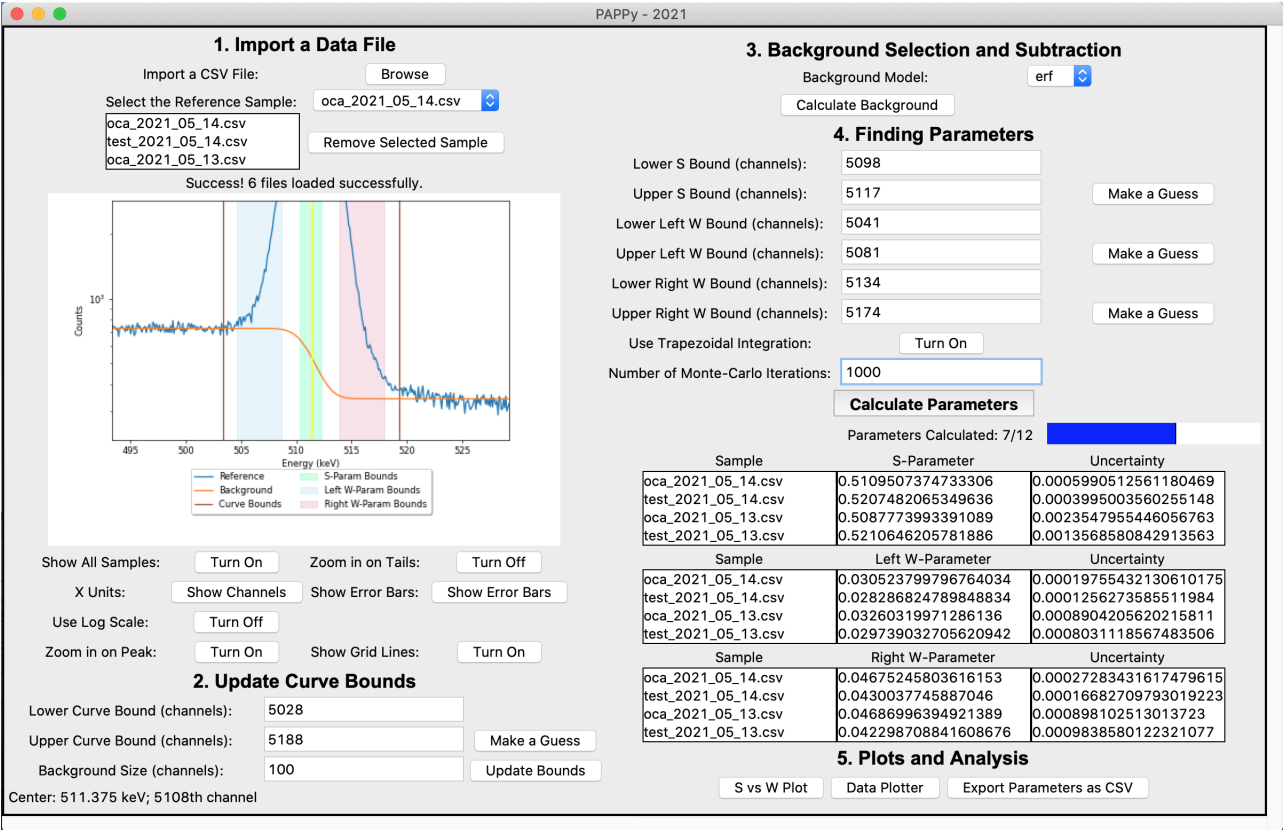 PAPPy - 2021
1. Import a Data File
Import a CSV File:
Browse
Select the Reference Sample:
oca_2021_05_14.csv
oca_2021_05_14.csv
test_2021_05_14.csv
oca_2021_05_13.csv
Remove Selected Sample
Success! 6 files loaded successfully.
Counts
10³
495 500 505 510 515 520 525
Energy (keV)
Reference
Background
Curve Bounds
S-Param Bounds
Left W-Param Bounds
Right W-Param Bounds
Show All Samples: Turn On Zoom in on Tails: Turn Off
X Units: Show Channels Show Error Bars: Show Error Bars
Use Log Scale: Turn Off
Zoom in on Peak: Turn On Show Grid Lines: Turn On
2. Update Curve Bounds
Lower Curve Bound (channels): 5028
Upper Curve Bound (channels): 5188 Make a Guess
Background Size (channels): 100 Update Bounds
Center: 511.375 keV; 5108th channel
3. Background Selection and Subtraction
Background Model: erf
Calculate Background
4. Finding Parameters
Lower S Bound (channels): 5098
Upper S Bound (channels): 5117 Make a Guess
Lower Left W Bound (channels): 5041
Upper Left W Bound (channels): 5081 Make a Guess
Lower Right W Bound (channels): 5134
Upper Right W Bound (channels): 5174 Make a Guess
Use Trapezoidal Integration: Turn On
Number of Monte-Carlo Iterations: 1000
Calculate Parameters
Parameters Calculated: 7/12
Sample S-Parameter Uncertainty
oca_2021_05_14.csv 0.5109507374733306 0.0005990512561180469
test_2021_05_14.csv 0.5207482065349636 0.0003995003560255148
oca_2021_05_13.csv 0.5087773993391089 0.0023547955446056763
test_2021_05_13.csv 0.5210646205781886 0.0013568580842913563
Sample Left W-Parameter Uncertainty
oca_2021_05_14.csv 0.030523799796764034 0.00019755432130610175
test_2021_05_14.csv 0.028286824789848834 0.00012562735855119​84
oca_2021_05_13.csv 0.03260319971286136 0.0008904205620215811
test_2021_05_13.csv 0.029739032705620942 0.0008031118567483506
Sample Right W-Parameter Uncertainty
oca_2021_05_14.csv 0.04675245803616153 0.00027283431617479615
test_2021_05_14.csv 0.0430037745887046 0.00016682709793019223
oca_2021_05_13.csv 0.04686996394921389 0.000898102513013723
test_2021_05_13.csv 0.042298708841608676 0.0009838580122321077
5. Plots and Analysis
S vs W Plot Data Plotter Export Parameters as CSV